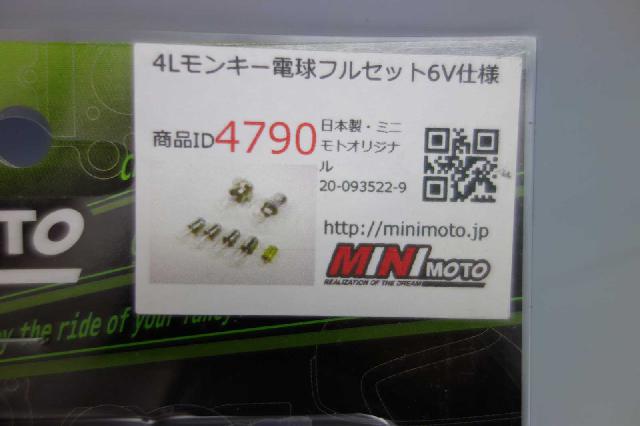 4Lモンキー電球フルセット6V仕様
商品ID4790
日本製・ミニ
モトオリジナ
ル
20-093522-9
http://minimoto.jp
MINIMOTO
REALIZATION OF THE DREAM
OTO
the ride of your